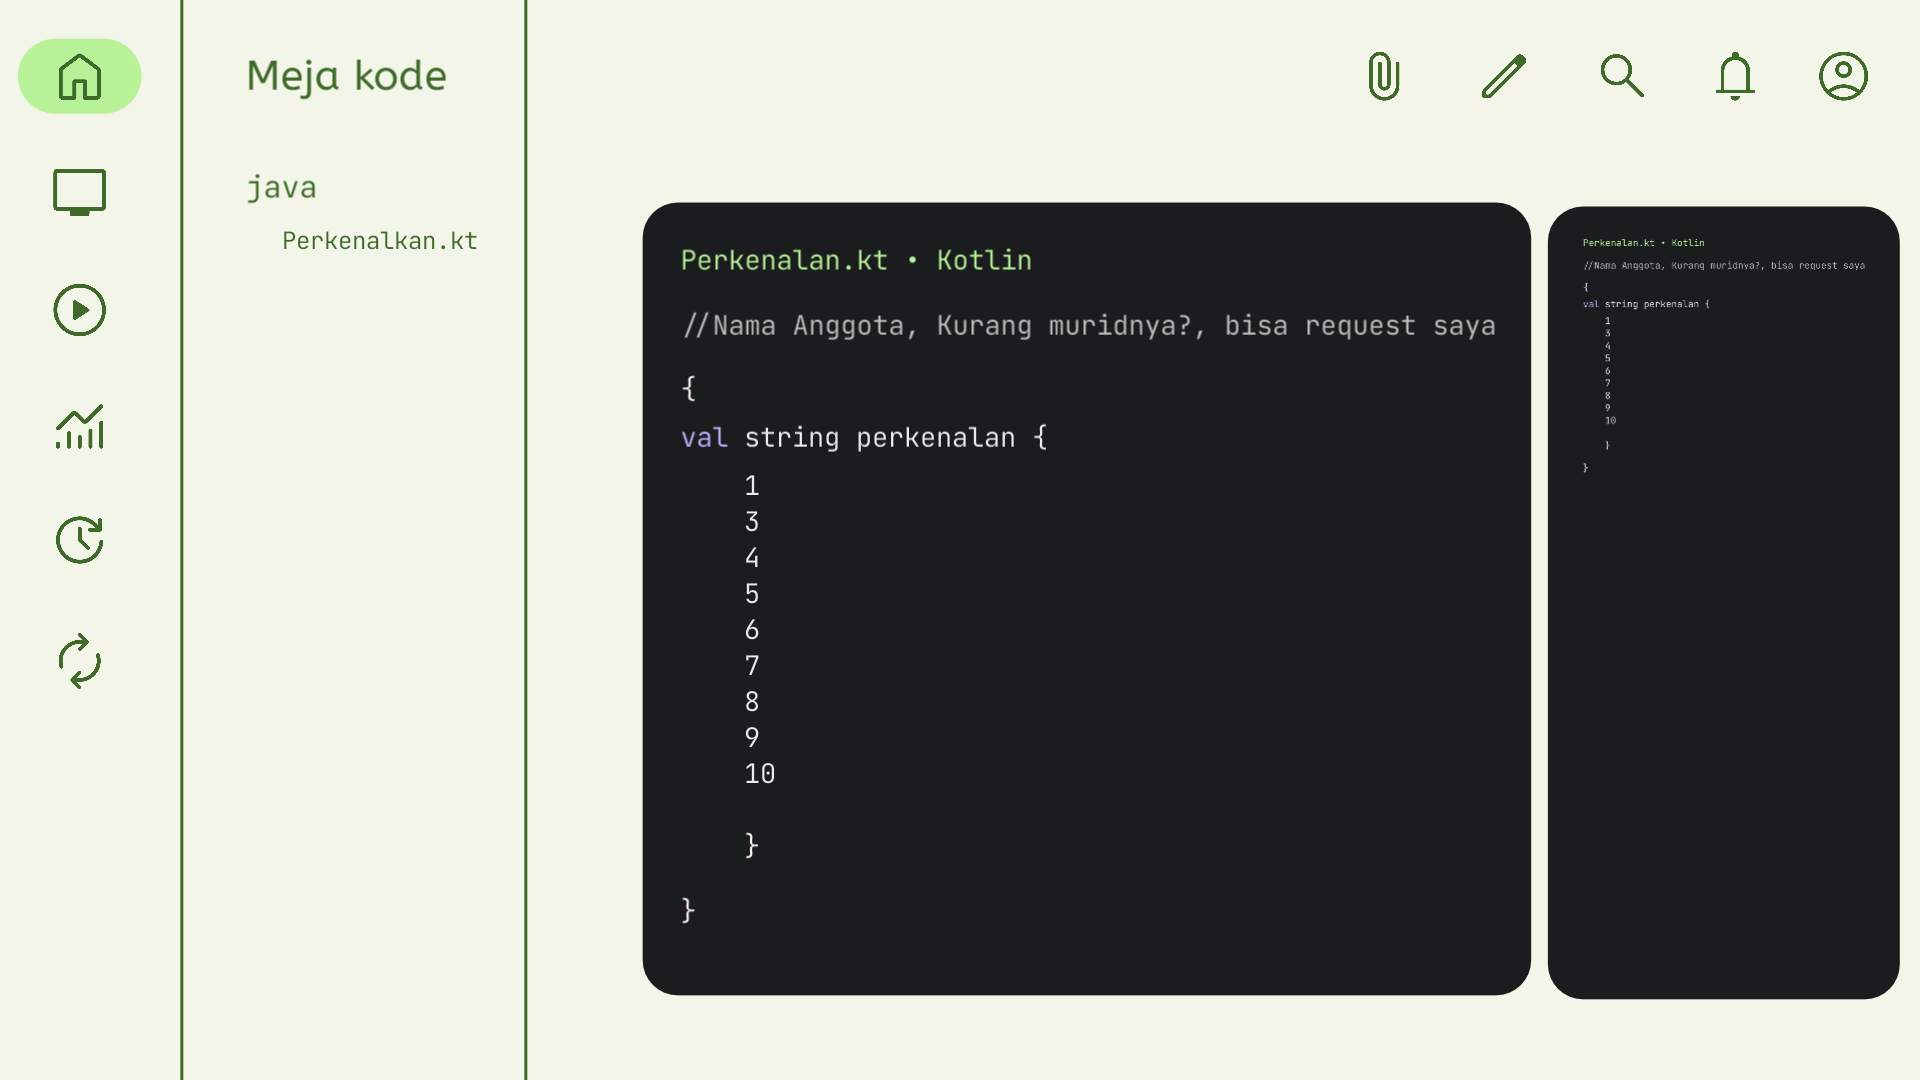 Meja kode
java
Perkenalkan.kt
Perkenalan.kt • Kotlin
//Nama Anggota, Kurang muridnya?, bisa request saya
{
val string perkenalan {
1
3
4
5
6
7
8
9
10
}
}
Perkenalan.kt • Kotlin
//Nama Anggota, Kurang muridnya?, bisa request saya
{
val string perkenalan {
1
3
4
5
6
7
8
9
10
}
}